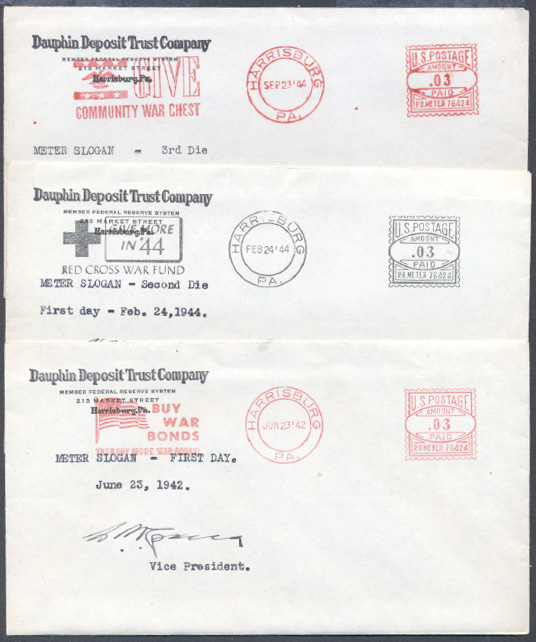 Dauphin Deposit Trust Company
MEMBER FEDERAL RESERVE SYSTEM
213 MARKET STREET
Harrisburg, Pa.
GIVE
COMMUNITY WAR CHEST
HARRISBURG
SEP 23 '44
PA.
U.S. POSTAGE
AMOUNT
.03
PAID
P.B. METER 76424
METER SLOGAN - 3rd Die
Dauphin Deposit Trust Company
MEMBER FEDERAL RESERVE SYSTEM
213 MARKET STREET
Harrisburg, Pa.
GIVE MORE
IN '44
RED CROSS WAR FUND
HARRISBURG
FEB 24 '44
PA.
U.S. POSTAGE
AMOUNT
.03
PAID
P.B. METER 76424
METER SLOGAN - Second Die
First day - Feb. 24, 1944.
Dauphin Deposit Trust Company
MEMBER FEDERAL RESERVE SYSTEM
213 MARKET STREET
Harrisburg, Pa.
BUY
WAR
BONDS
HARRISBURG
JUN 23 '42
PA.
U.S. POSTAGE
AMOUNT
.03
PAID
P.B. METER 76424
METER SLOGAN - FIRST DAY.
June 23, 1942.
Vice President.